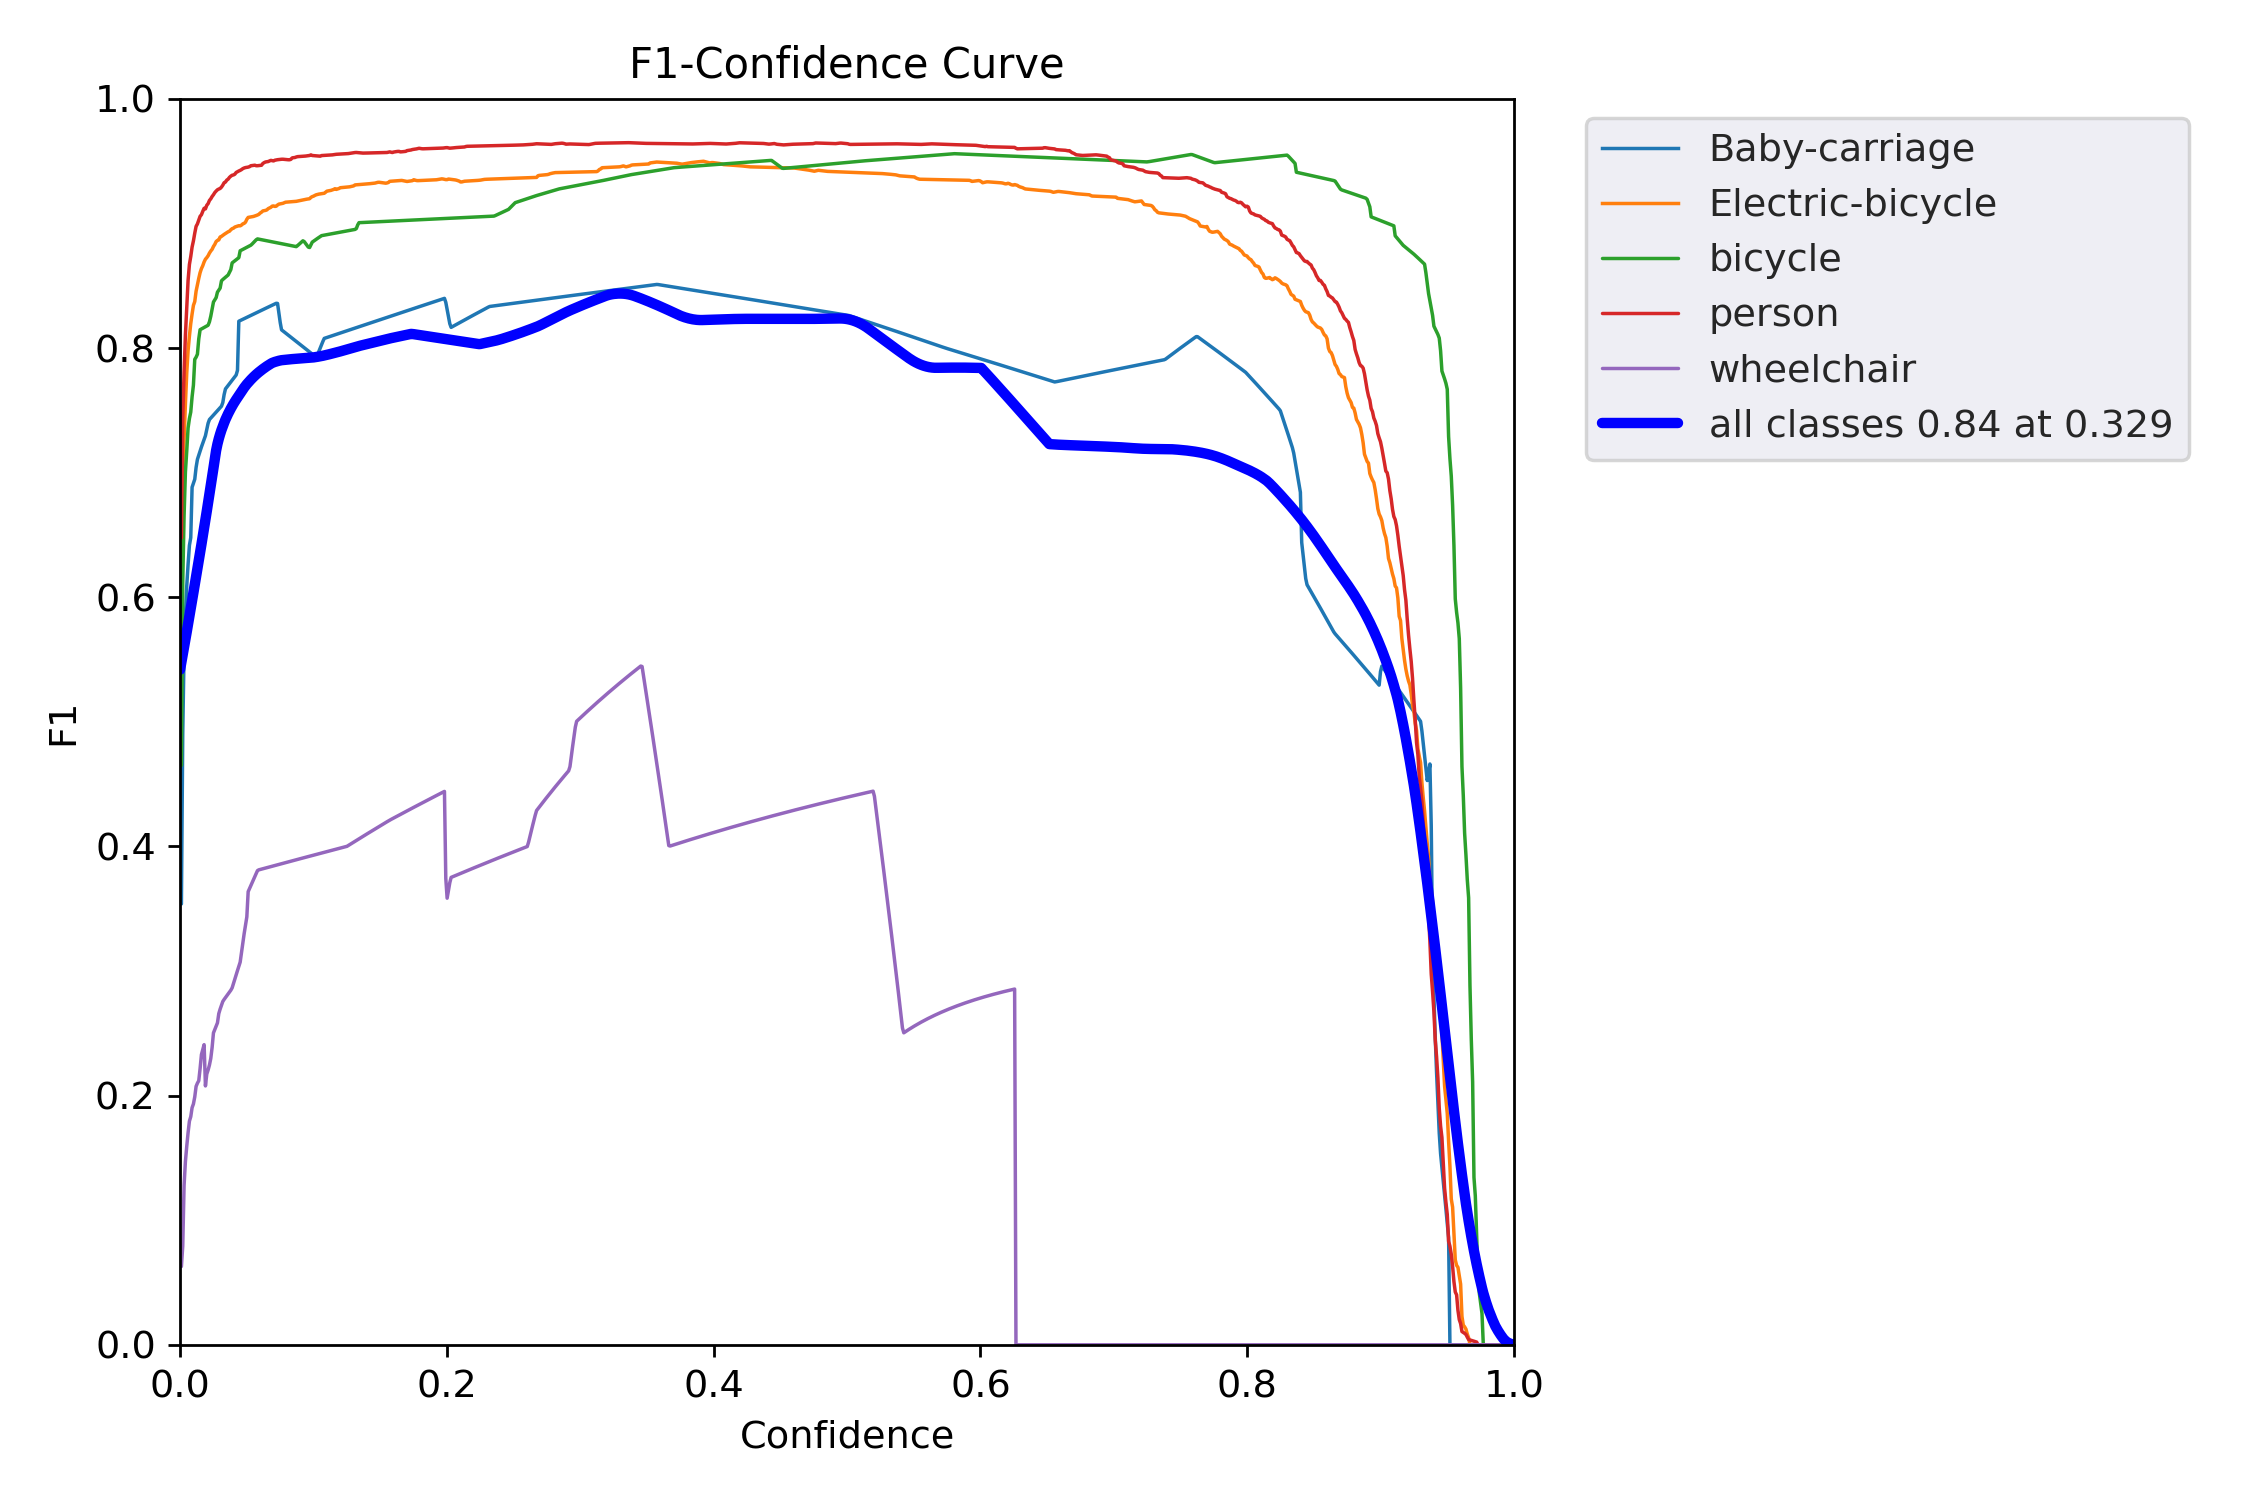 F1-Confidence Curve
1.0
0.8
0.6
0.4
0.2
0.0
F1
0.0 0.2 0.4 0.6 0.8 1.0
Confidence
Baby-carriage
Electric-bicycle
bicycle
person
wheelchair
all classes 0.84 at 0.329